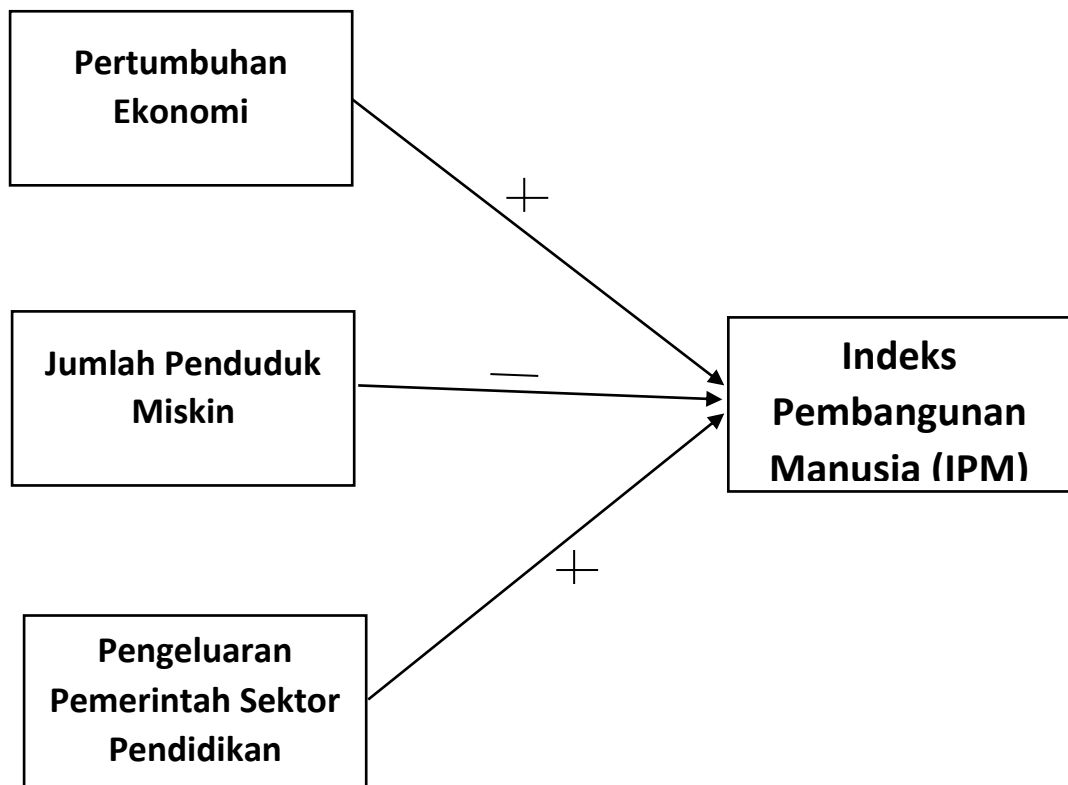 Pertumbuhan
Ekonomi
+
Jumlah Penduduk
Miskin
—
Indeks
Pembangunan
Manusia (IPM)
+
Pengeluaran
Pemerintah Sektor
Pendidikan